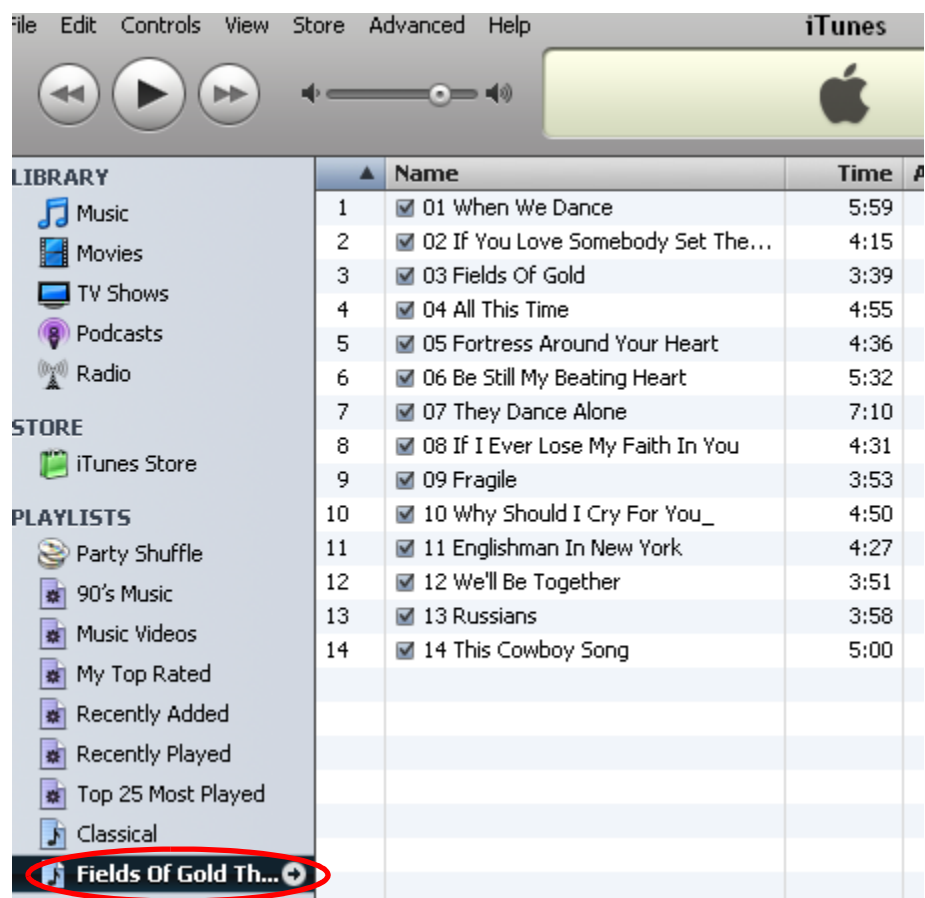 File Edit Controls View Store Advanced Help
iTunes
LIBRARY
Music
Movies
TV Shows
Podcasts
Radio
STORE
iTunes Store
PLAYLISTS
Party Shuffle
90's Music
Music Videos
My Top Rated
Recently Added
Recently Played
Top 25 Most Played
Classical
Fields Of Gold Th...
Name Time A
1 01 When We Dance 5:59
2 02 If You Love Somebody Set The... 4:15
3 03 Fields Of Gold 3:39
4 04 All This Time 4:55
5 05 Fortress Around Your Heart 4:36
6 06 Be Still My Beating Heart 5:32
7 07 They Dance Alone 7:10
8 08 If I Ever Lose My Faith In You 4:31
9 09 Fragile 3:53
10 10 Why Should I Cry For You_ 4:50
11 11 Englishman In New York 4:27
12 12 We'll Be Together 3:51
13 13 Russians 3:58
14 14 This Cowboy Song 5:00